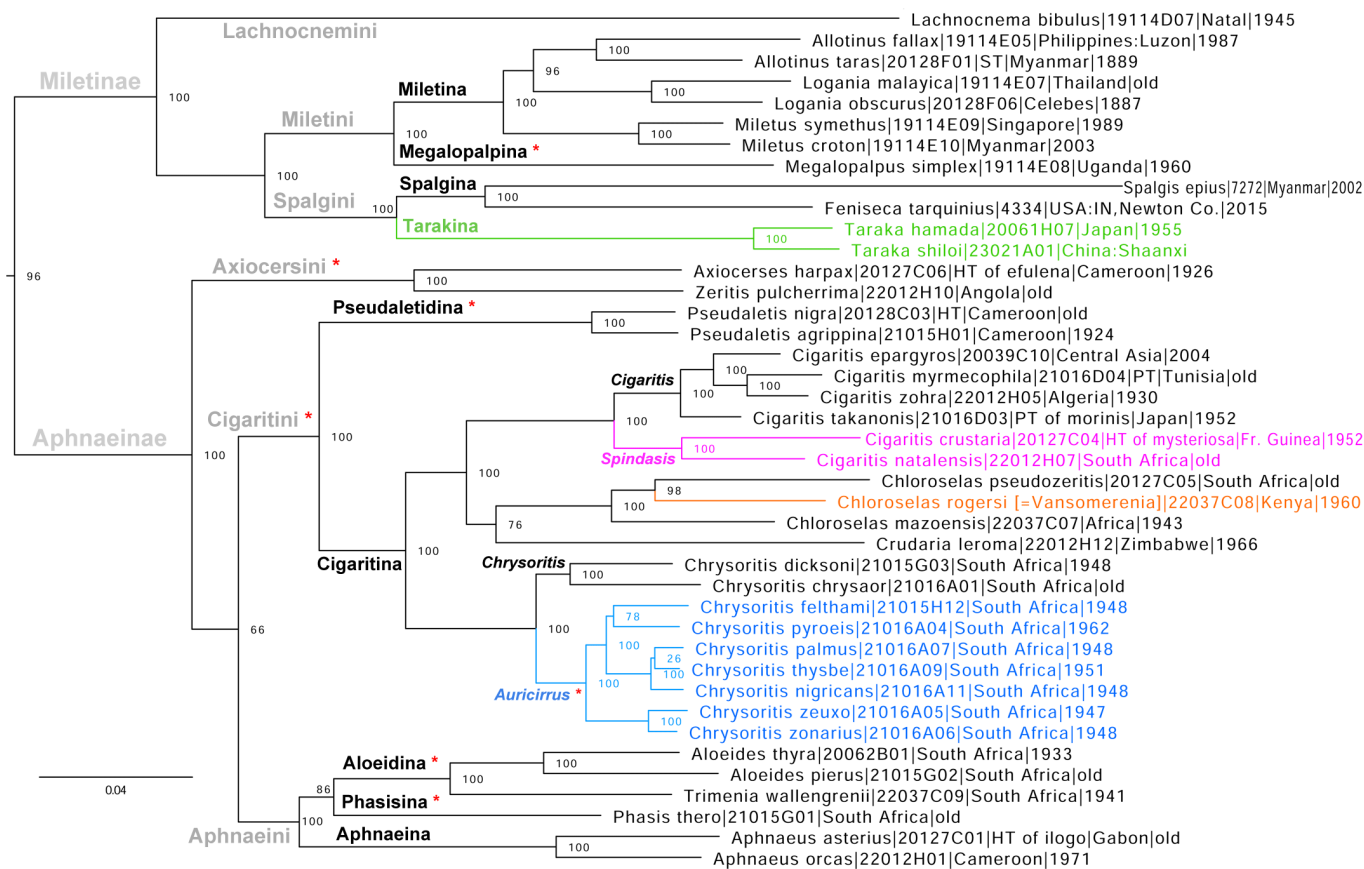 Lachnocnema bibulus|19114D07|Natal|1945
Lachnocnemini
Allotinus fallax|19114E05|Philippines:Luzon|1987
100
Allotinus taras|20128F01|ST|Myanmar|1889
96
Miletinae
Logania malayica|19114E07|Thailand|old
Miletina
100
100
100
Logania obscurus|20128F06|Celebes|1887
Miletini
Miletus symethus|19114E09|Singapore|1989
100
100
Miletus croton|19114E10|Myanmar|2003
Megalopalpina *
Megalopalpus simplex|19114E08|Uganda|1960
100
Spalgina
Spalgis epius|7272|Myanmar|2002
100
Spalgini
100
Feniseca tarquinius|4334|USA:IN,Newton Co.|2015
Tarakina
Taraka hamada|20061H07|Japan|1955
100
Taraka shiloi|23021A01|China:Shaanxi
96
Axiocersini *
Axiocerses harpax|20127C06|HT of efulena|Cameroon|1926
100
Zeritis pulcherrima|22012H10|Angola|old
Pseudaletidina *
Pseudaletis nigra|20128C03|HT|Cameroon|old
100
Pseudaletis agrippina|21015H01|Cameroon|1924
Cigaritis epargyros|20039C10|Central Asia|2004
100
Cigaritis
Cigaritis myrmecophila|21016D04|PT|Tunisia|old
100
100
Cigaritis zohra|22012H05|Algeria|1930
Cigaritini *
100
Cigaritis takanonis|21016D03|PT of morinis|Japan|1952
Aphnaeinae
100
Cigaritis crustaria|20127C04|HT of mysteriosa|Fr. Guinea|1952
100
100
Spindasis
Cigaritis natalensis|22012H07|South Africa|old
100
Chloroselas pseudozeritis|20127C05|South Africa|old
98
Chloroselas rogersi [=Vansomerenia]|22037C08|Kenya|1960
100
Chloroselas mazoensis|22037C07|Africa|1943
76
Crudaria leroma|22012H12|Zimbabwe|1966
100
Cigaritina
Chrysoritis
Chrysoritis dicksoni|21015G03|South Africa|1948
100
Chrysoritis chrysaor|21016A01|South Africa|old
Chrysoritis felthami|21015H12|South Africa|1948
78
66
100
Chrysoritis pyroeis|21016A04|South Africa|1962
100
Chrysoritis palmus|21016A07|South Africa|1948
26
Chrysoritis thysbe|21016A09|South Africa|1951
100
100
Chrysoritis nigricans|21016A11|South Africa|1948
Auricirrus *
Chrysoritis zeuxo|21016A05|South Africa|1947
100
Chrysoritis zonarius|21016A06|South Africa|1948
Aloeidina *
Aloeides thyra|20062B01|South Africa|1933
100
Aloeides pierus|21015G02|South Africa|old
100
0.04
86
Trimenia wallengrenii|22037C09|South Africa|1941
Phasisina *
Phasis thero|21015G01|South Africa|old
100
Aphnaeini
Aphnaeina
Aphnaeus asterius|20127C01|HT of ilogo|Gabon|old
100
Aphnaeus orcas|22012H01|Cameroon|1971